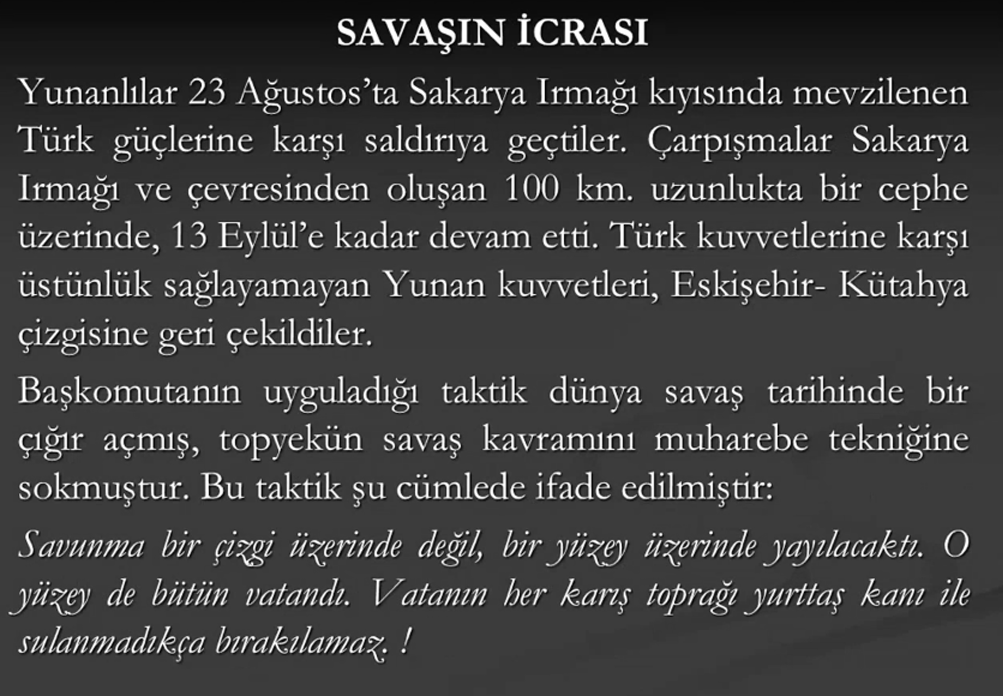 SAVAŞIN İCRASI
Yunanlılar 23 Ağustos'ta Sakarya Irmağı kıyısında mevzilenen
Türk güçlerine karşı saldırıya geçtiler. Çarpışmalar Sakarya
Irmağı ve çevresinden oluşan 100 km. uzunlukta bir cephe
üzerinde, 13 Eylül'e kadar devam etti. Türk kuvvetlerine karşı
üstünlük sağlayamayan Yunan kuvvetleri, Eskişehir- Kütahya
çizgisine geri çekildiler.
Başkomutanın uyguladığı taktik dünya savaş tarihinde bir
çığır açmış, topyekün savaş kavramını muharebe tekniğine
sokmuştur. Bu taktik şu cümlede ifade edilmiştir:
Savunma bir çizgi üzerinde değil, bir yüzey üzerinde yayılacaktı. O
yüzey de bütün vatandı. Vatanın her karış toprağı yurttaş kanı ile
sulanmadıkça bırakılamaz. !